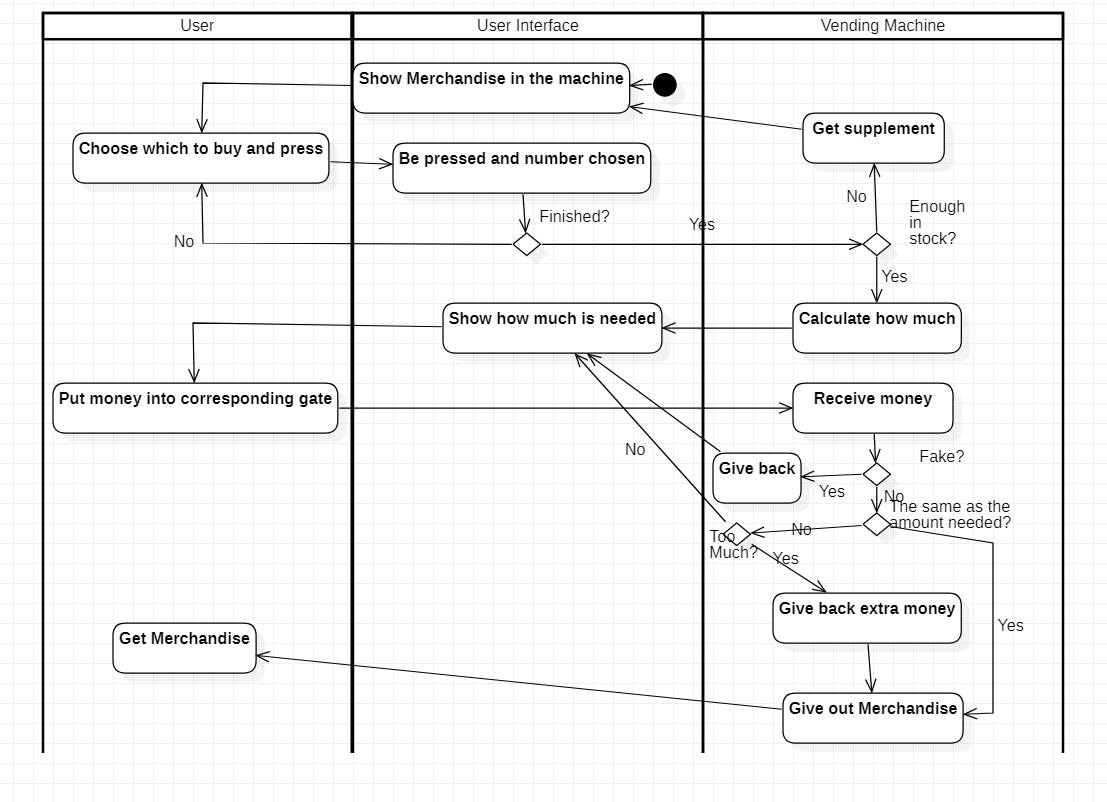 User
User Interface
Vending Machine
Show Merchandise in the machine
Get supplement
Choose which to buy and press
Be pressed and number chosen
No
Enough
in
stock?
Finished?
Yes
No
Yes
Show how much is needed
Calculate how much
Put money into corresponding gate
Receive money
No
Fake?
Give back
Yes
No
The same as the
amount needed?
No
Too
Much?
Yes
Give back extra money
Yes
Get Merchandise
Give out Merchandise